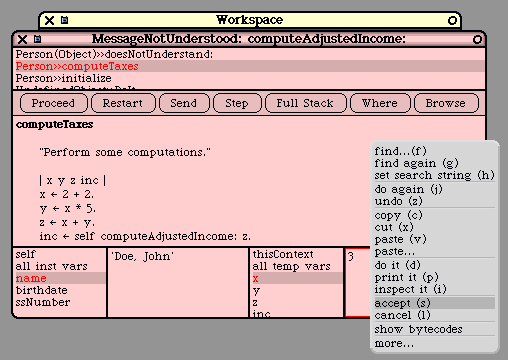 Workspace
MessageNotUnderstood: computeAdjustedIncome:
Person(Object)>>doesNotUnderstand:
Person>>computeTaxes
Person>>initialize
UndefinedObject>>DoIt
Proceed Restart Send Step Full Stack Where Browse
computeTaxes
"Perform some computations."
| x y z inc |
x ← 2 + 2.
y ← x * 5.
z ← x + y.
inc ← self computeAdjustedIncome: z.
self
all inst vars
name
birthdate
ssNumber
'Doe, John'
thisContext
all temp vars
x
y
z
inc
3
find...(f)
find again (g)
set search string (h)
do again (j)
undo (z)
copy (c)
cut (x)
paste (v)
paste...
do it (d)
print it (p)
inspect it (i)
accept (s)
cancel (l)
show bytecodes
more...